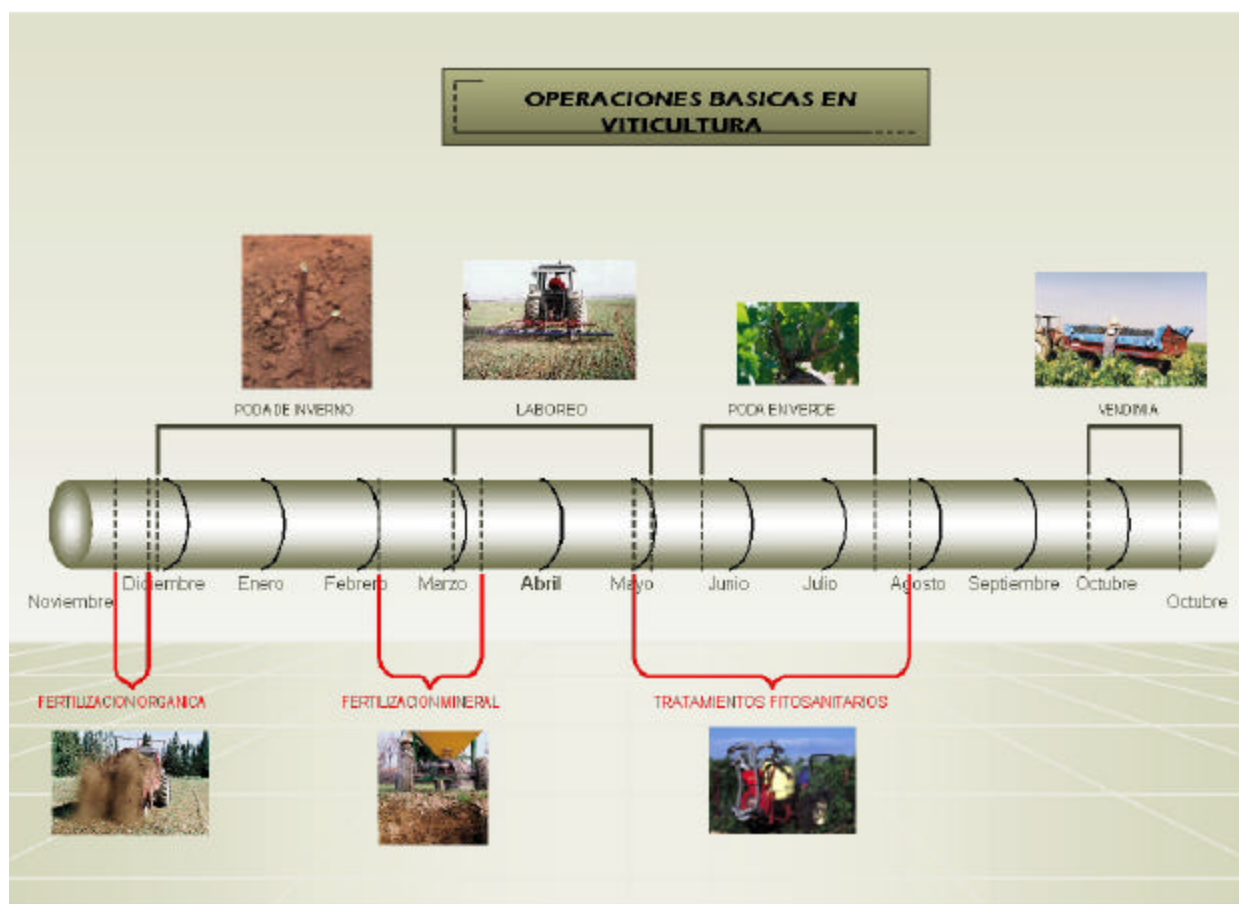 OPERACIONES BASICAS EN
VITICULTURA
PODA DE INVIERNO
LABOREO
PODA EN VERDE
VENDIMIA
Diciembre
Enero
Febrero
Marzo
Abril
Mayo
Junio
Julio
Agosto
Septiembre
Octubre
Noviembre
Octubre
FERTILIZACION ORGANICA
FERTILIZACION MINERAL
TRATAMIENTOS FITOSANITARIOS